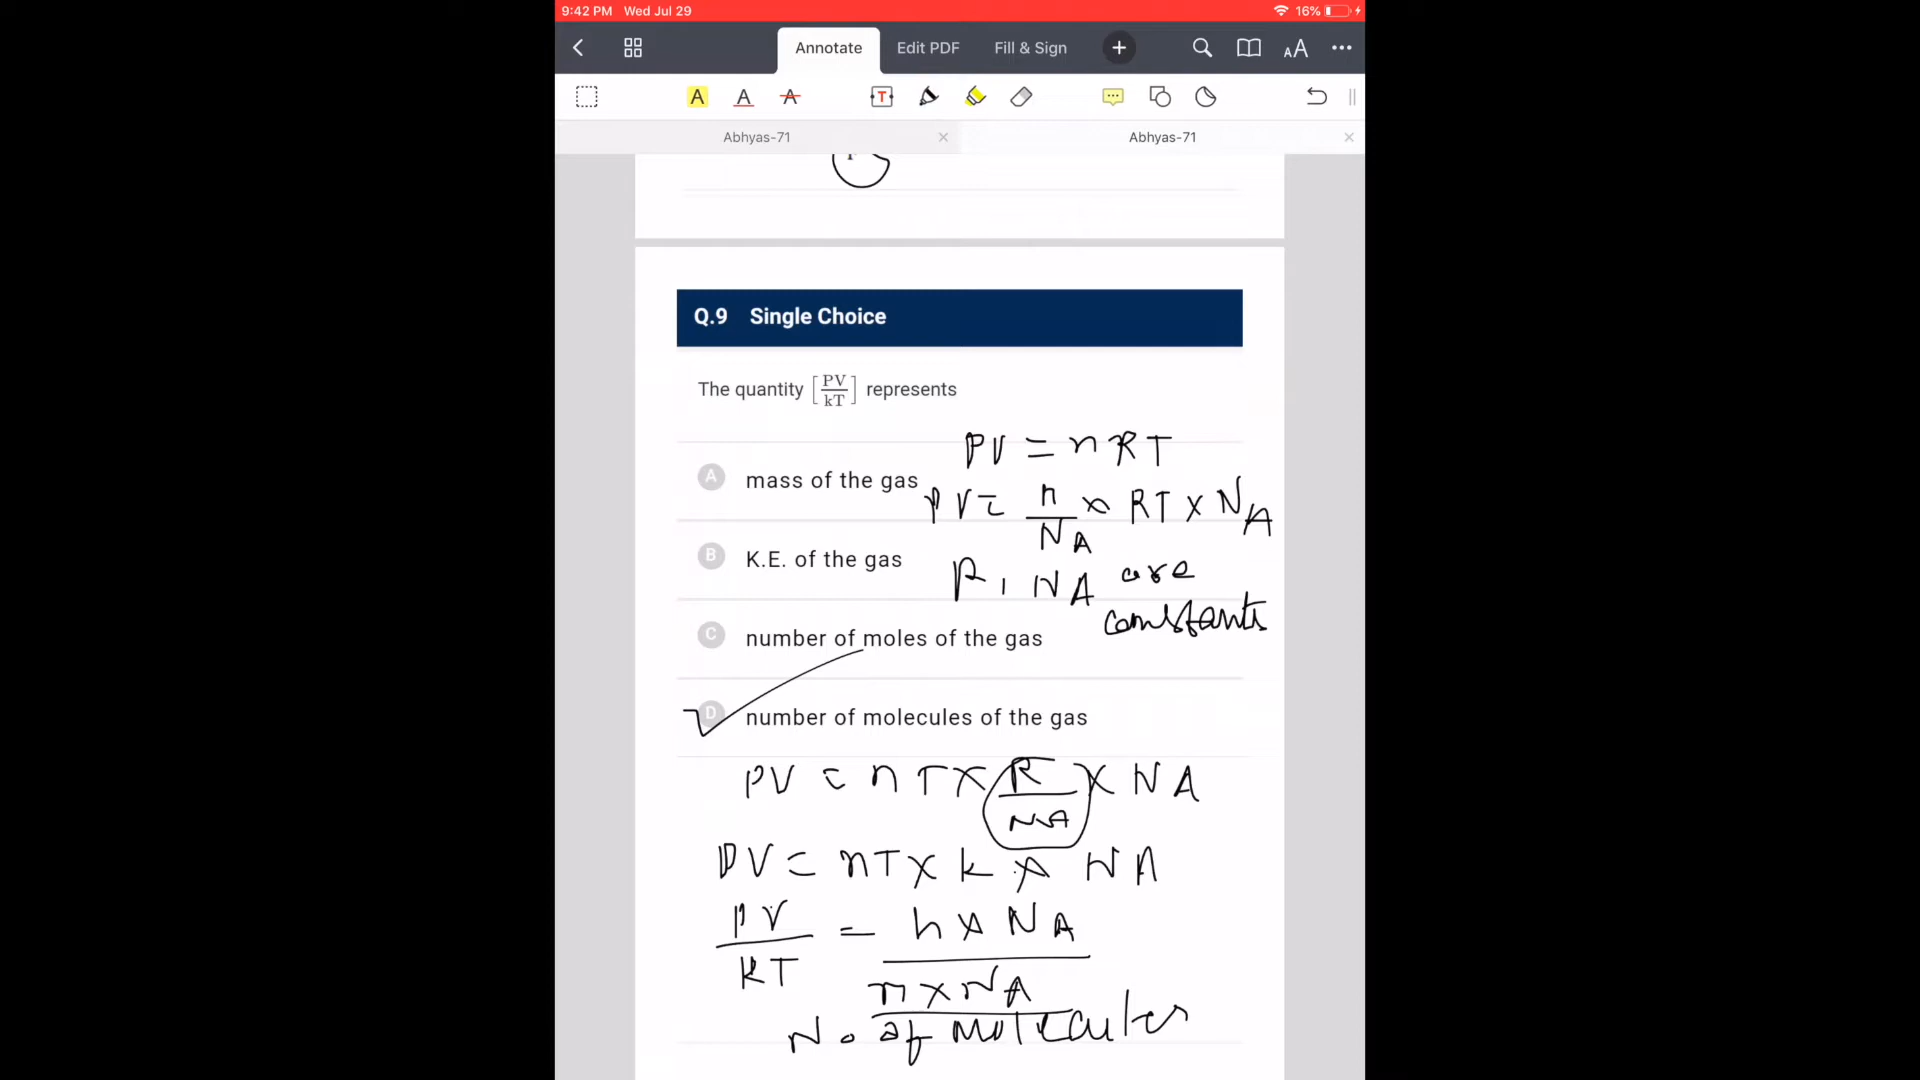 9:42 PM Wed Jul 29 16%
Annotate Edit PDF Fill & Sign
Abhyas-71 Abhyas-71
Q.9 Single Choice
The quantity [PV/kT] represents
PV = nRT
A mass of the gas
PV = n/NA × RT × NA
B K.E. of the gas
R, NA are
constants
C number of moles of the gas
D number of molecules of the gas
PV = nT × R/NA × NA
PV = nT × k × NA
PV/kT = n × NA
n × NA
No. of molecules